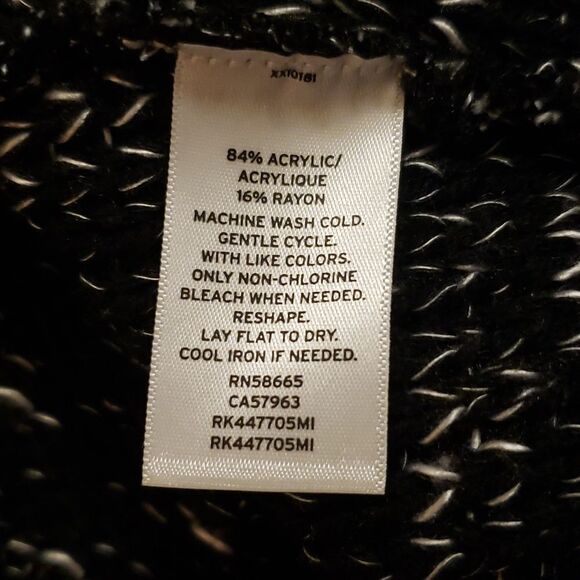 XX10181
84% ACRYLIC/
ACRYLIQUE
16% RAYON
MACHINE WASH COLD.
GENTLE CYCLE.
WITH LIKE COLORS.
ONLY NON-CHLORINE
BLEACH WHEN NEEDED.
RESHAPE.
LAY FLAT TO DRY.
COOL IRON IF NEEDED.
RN58665
CA57963
RK447705MI
RK447705MI